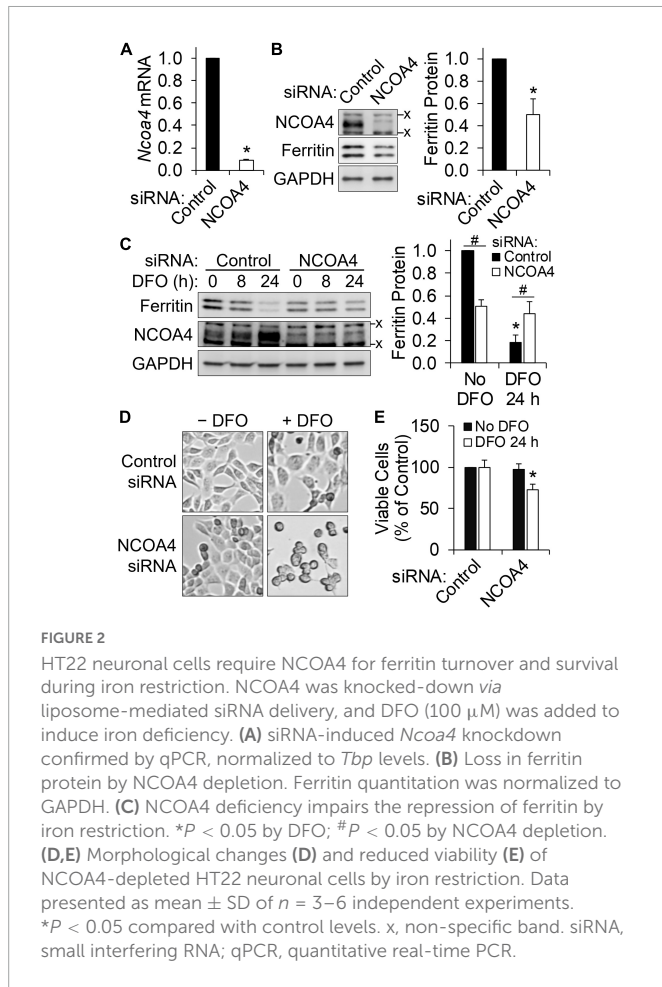 A
Ncoa4 mRNA
1.0
0.8
0.6
0.4
0.2
0.0
*
siRNA:
Control
NCOA4
B
siRNA:
Control
NCOA4
NCOA4
x
x
Ferritin
GAPDH
Ferritin Protein
1.0
0.8
0.6
0.4
0.2
0.0
*
siRNA:
Control
NCOA4
C
siRNA: Control NCOA4
DFO (h): 0 8 24 0 8 24
Ferritin
NCOA4
x
x
GAPDH
Ferritin Protein
1.0
0.8
0.6
0.4
0.2
0.0
# siRNA:
Control
NCOA4
#
*
No DFO
DFO 24 h
D
– DFO + DFO
Control
siRNA
NCOA4
siRNA
E
Viable Cells
(% of Control)
150
100
50
0
No DFO
DFO 24 h
*
siRNA:
Control
NCOA4
FIGURE 2
HT22 neuronal cells require NCOA4 for ferritin turnover and survival
during iron restriction. NCOA4 was knocked-down via
liposome-mediated siRNA delivery, and DFO (100 μM) was added to
induce iron deficiency. (A) siRNA-induced Ncoa4 knockdown
confirmed by qPCR, normalized to Tbp levels. (B) Loss in ferritin
protein by NCOA4 depletion. Ferritin quantitation was normalized to
GAPDH. (C) NCOA4 deficiency impairs the repression of ferritin by
iron restriction. *P < 0.05 by DFO; #P < 0.05 by NCOA4 depletion.
(D,E) Morphological changes (D) and reduced viability (E) of
NCOA4-depleted HT22 neuronal cells by iron restriction. Data
presented as mean ± SD of n = 3–6 independent experiments.
*P < 0.05 compared with control levels. x, non-specific band. siRNA,
small interfering RNA; qPCR, quantitative real-time PCR.